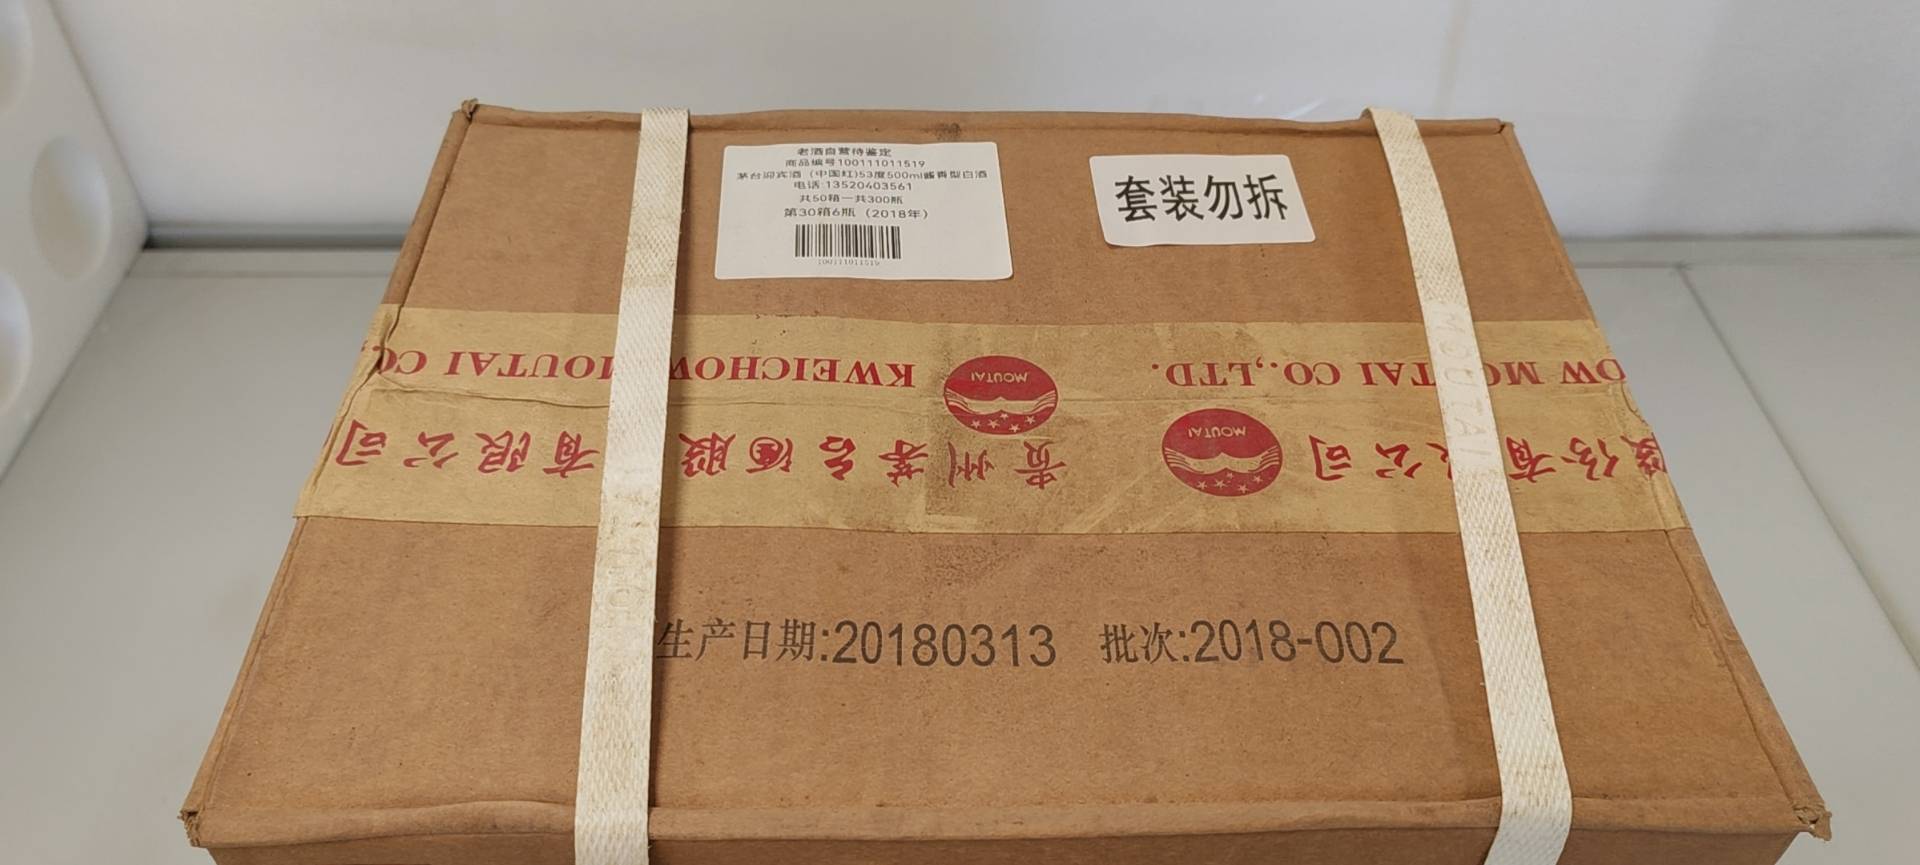 老酒自营待鉴定
商品编号100111011519
茅台迎宾酒（中国红)53度500ml酱香型白酒
电话:13520403561
共50箱一共300瓶
第30箱6瓶（2018年）
100111011519
套装勿拆
KWEICHOW MOUTAI CO.,
MOUTAI
贵州茅台酒股 有限公司
OW MOUTAI CO.,LTD.
MOUTAI
份有限公司
MOUTAI
生产日期:20180313 批次:2018-002